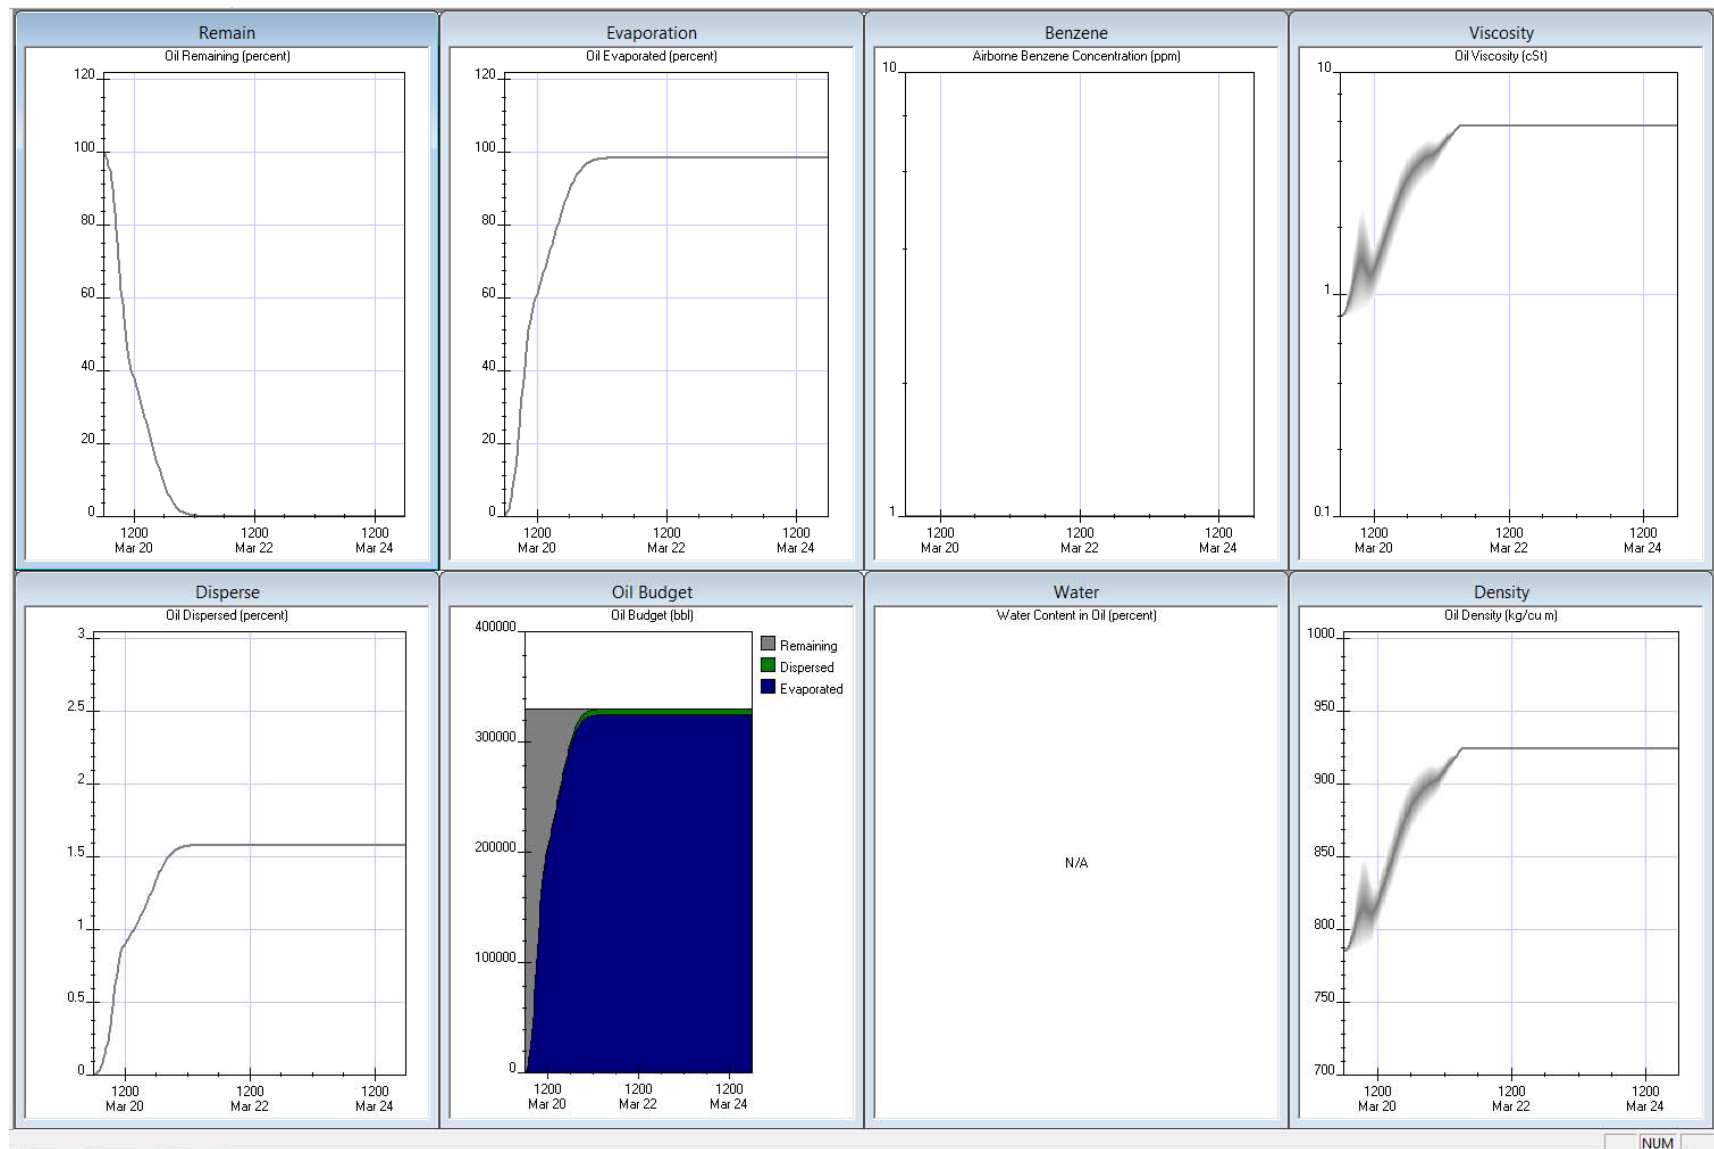 Remain
Oil Remaining (percent)
120
100
80
60
40
20
0
1200 1200 1200
Mar 20 Mar 22 Mar 24
Evaporation
Oil Evaporated (percent)
120
100
80
60
40
20
0
1200 1200 1200
Mar 20 Mar 22 Mar 24
Benzene
Airborne Benzene Concentration (ppm)
10
1
1200 1200 1200
Mar 20 Mar 22 Mar 24
Viscosity
Oil Viscosity (cSt)
10
1
0.1
1200 1200 1200
Mar 20 Mar 22 Mar 24
Disperse
Oil Dispersed (percent)
3
2.5
2
1.5
1
0.5
0
1200 1200 1200
Mar 20 Mar 22 Mar 24
Oil Budget
Oil Budget (bbl)
400000
300000
200000
100000
0
1200 1200 1200
Mar 20 Mar 22 Mar 24
Remaining
Dispersed
Evaporated
Water
Water Content in Oil (percent)
N/A
Density
Oil Density (kg/cu m)
1000
950
900
850
800
750
700
1200 1200 1200
Mar 20 Mar 22 Mar 24
NUM